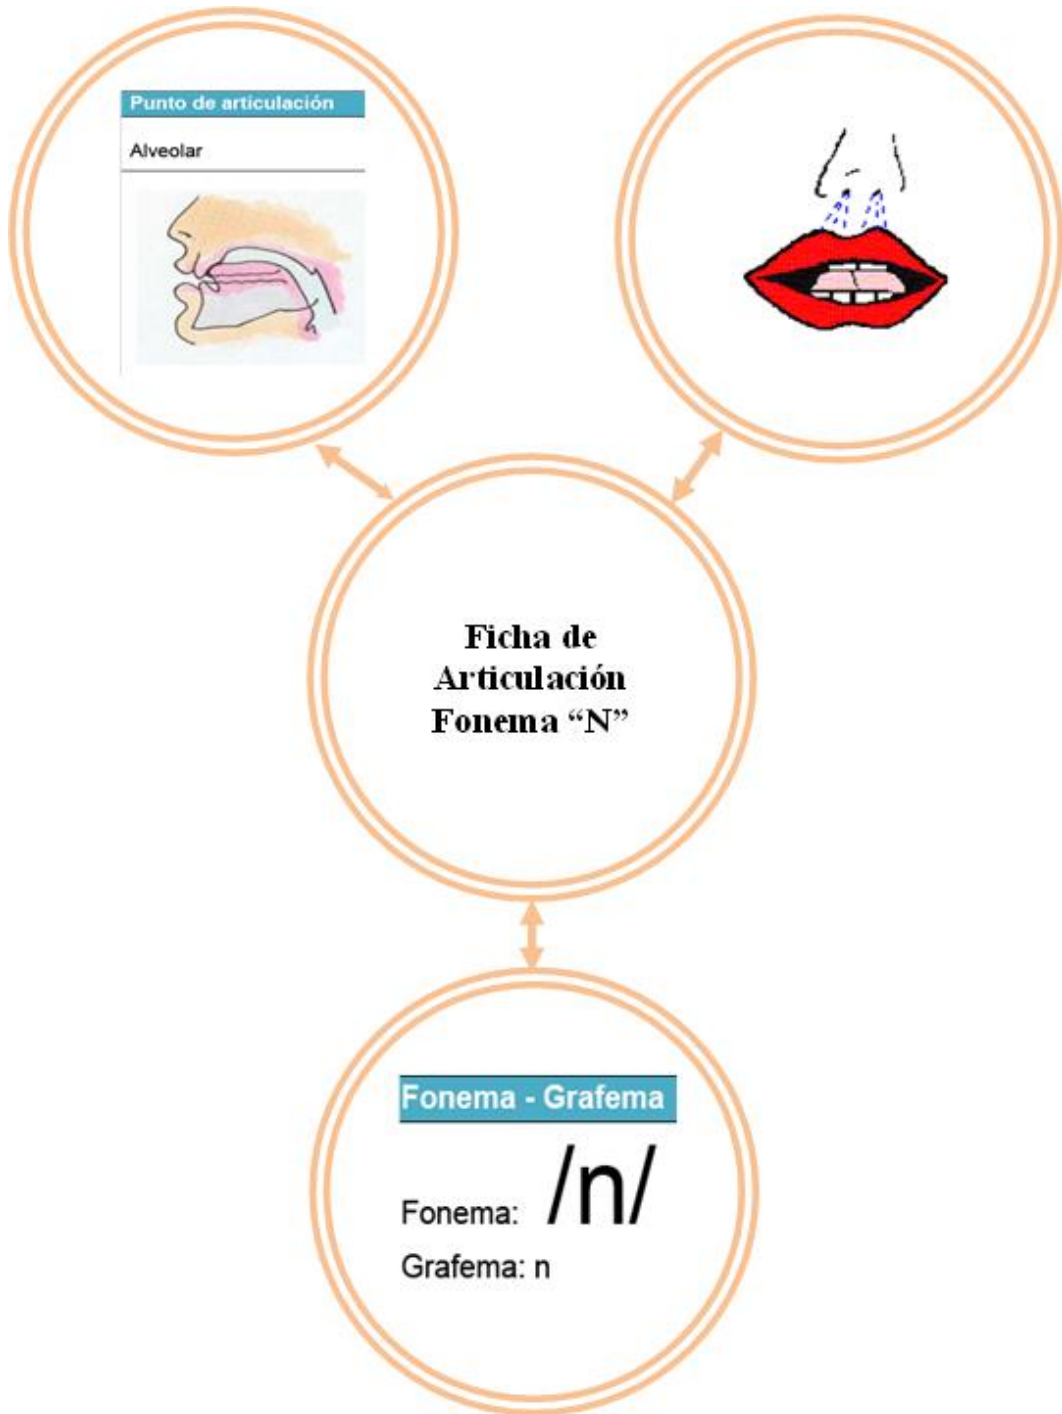 Punto de articulación
Alveolar
Ficha de
Articulación
Fonema “N”
Fonema - Grafema
Fonema: /n/
Grafema: n